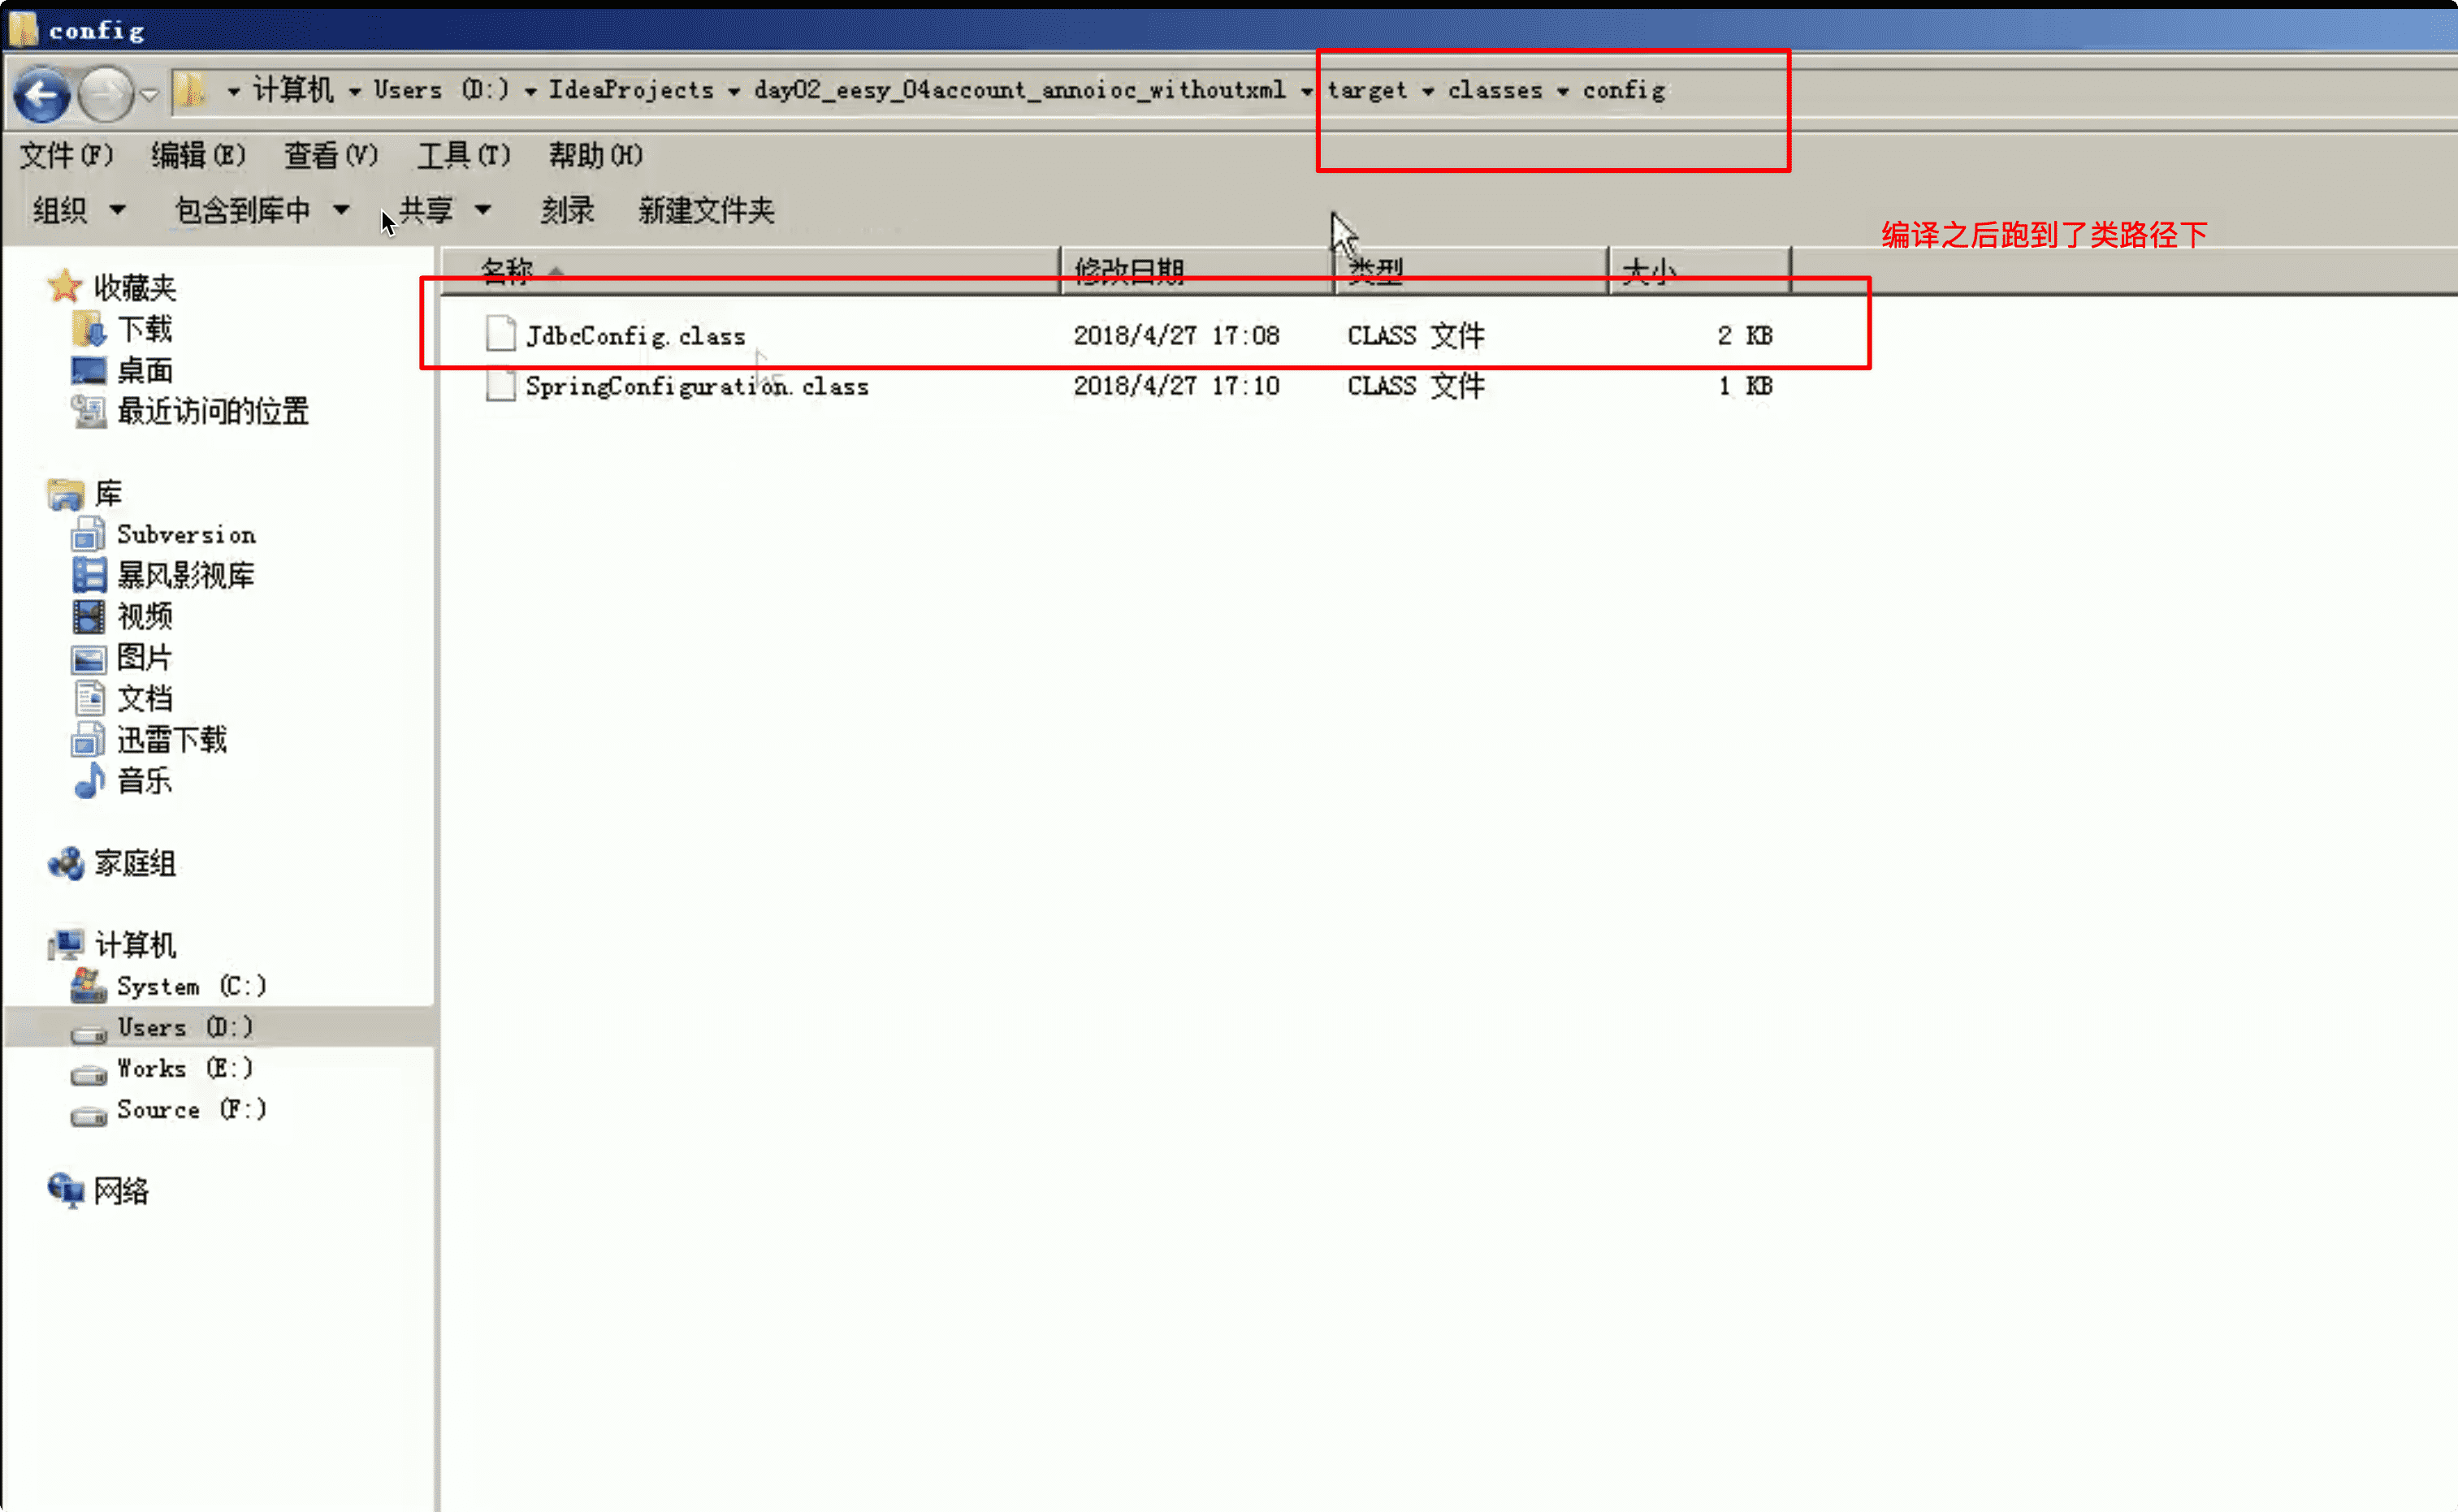 config
计算机 Users (D:) IdeaProjects day02_eesy_04account_annoioc_withoutxml target classes config
文件(F) 编辑(E) 查看(V) 工具(T) 帮助(H)
组织 包含到库中 共享 刻录 新建文件夹
编译之后跑到了类路径下
名称 修改日期 类型 大小
JdbcConfig.class 2018/4/27 17:08 CLASS 文件 2 KB
SpringConfiguration.class 2018/4/27 17:10 CLASS 文件 1 KB
收藏夹
下载
桌面
最近访问的位置
库
Subversion
暴风影视库
视频
图片
文档
迅雷下载
音乐
家庭组
计算机
System (C:)
Users (D:)
Works (E:)
Source (F:)
网络